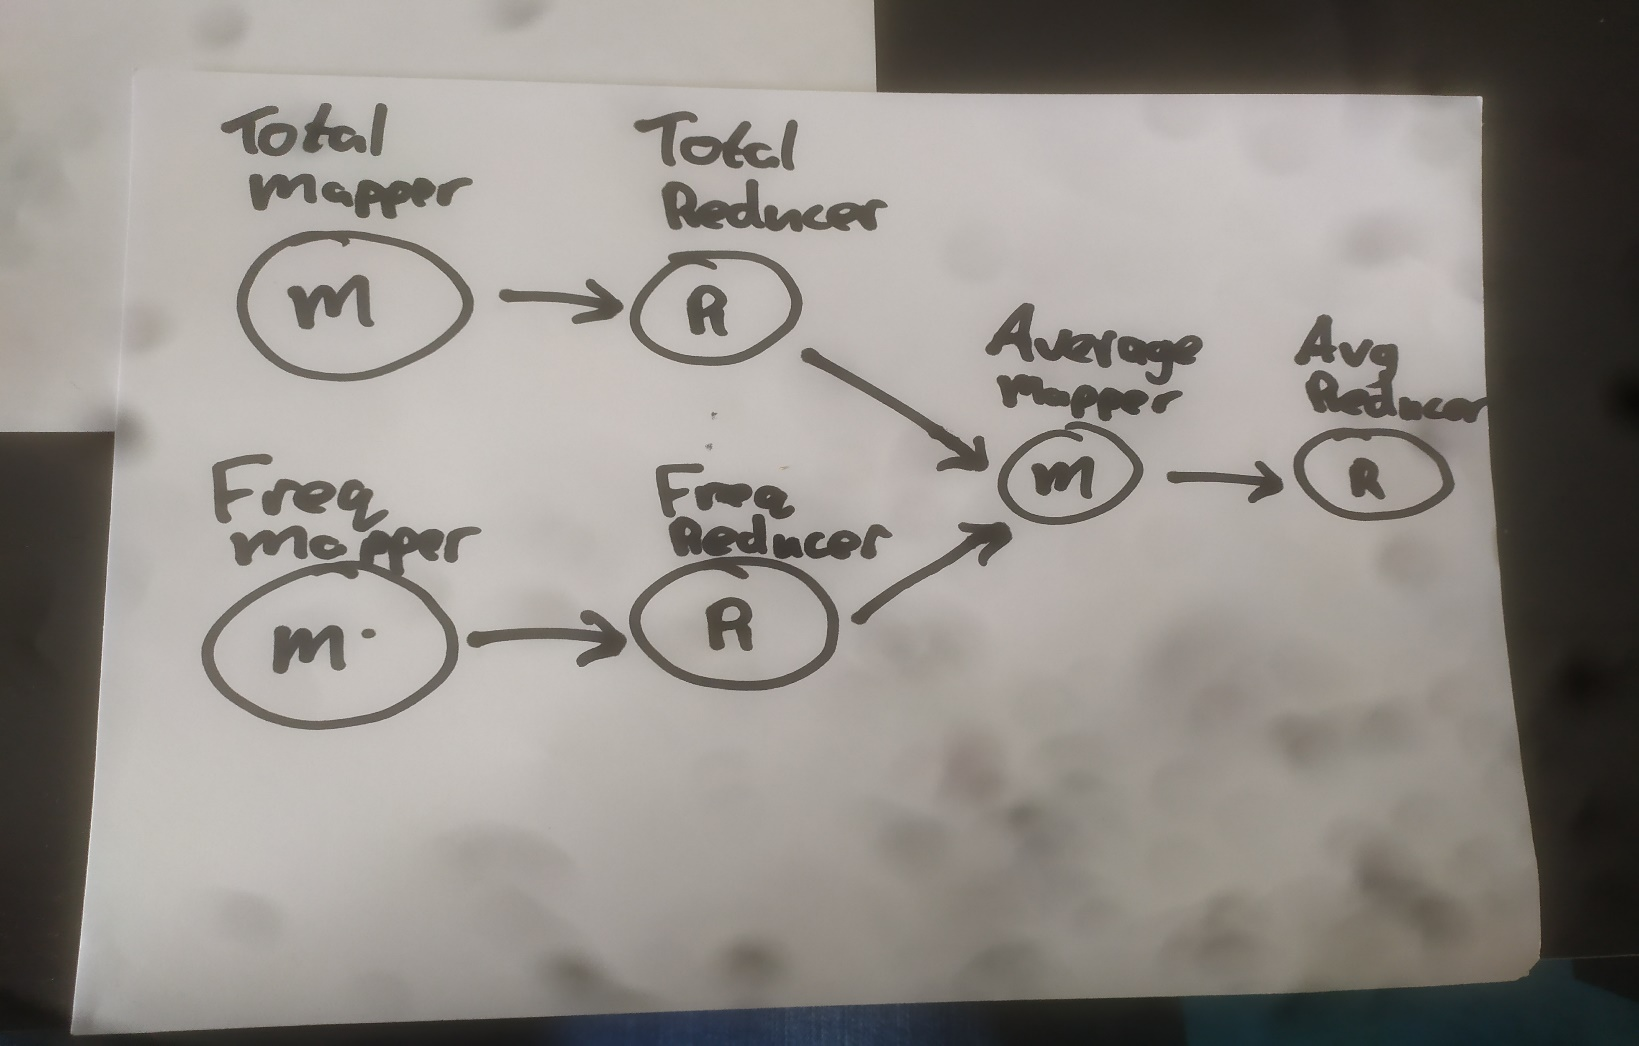 Total
Mapper
M
Total
Reducer
R
Freq
Mapper
M
Freq
Reducer
R
Average
Mapper
M
Avg
Reducer
R